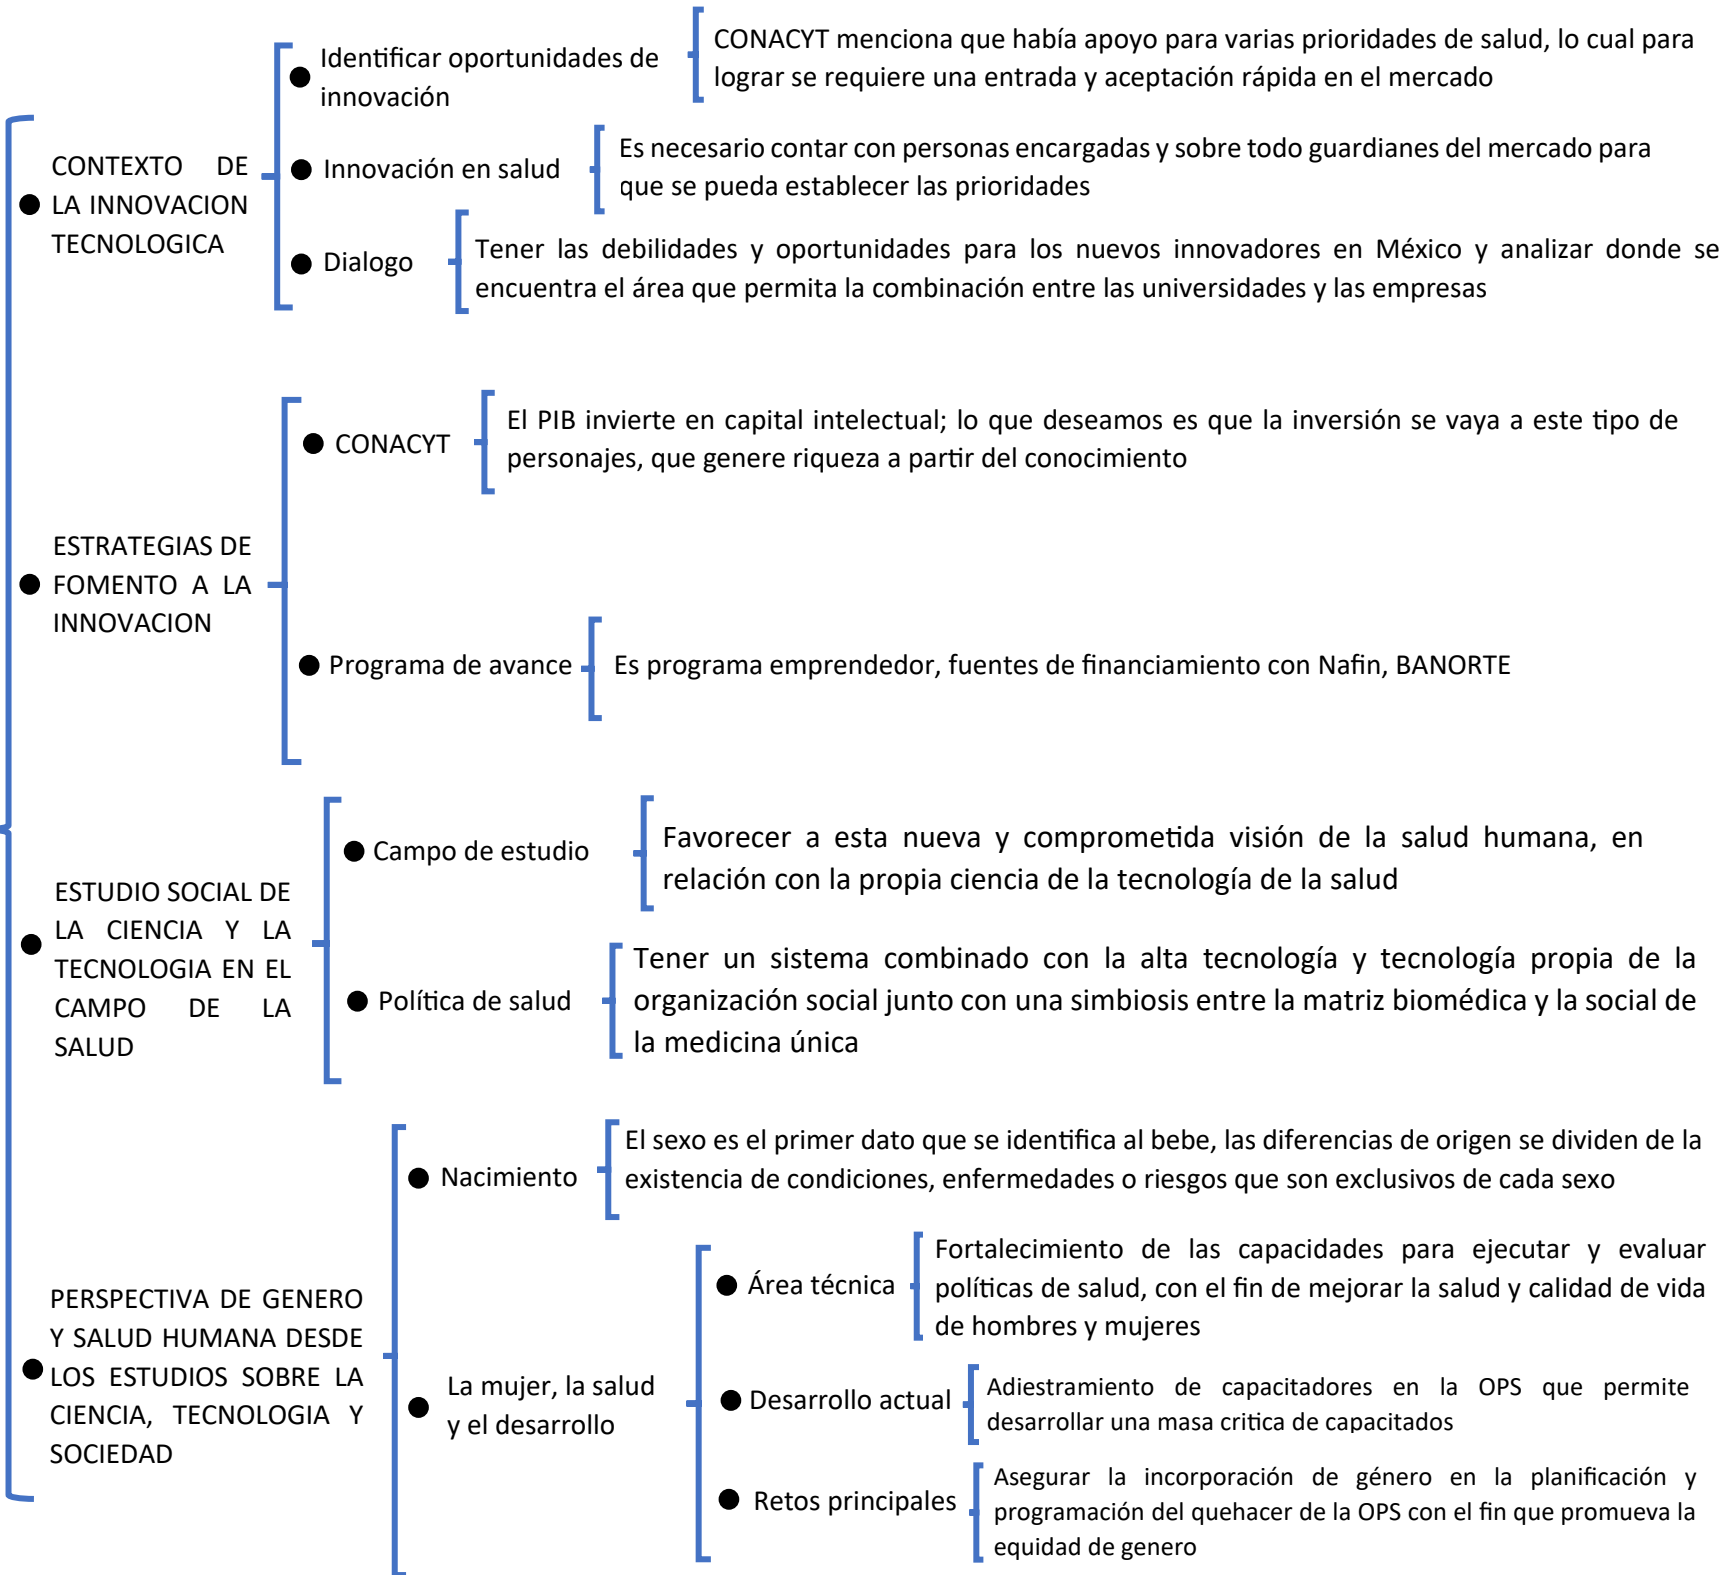 CONTEXTO DE
LA INNOVACION
TECNOLOGICA
Identificar oportunidades de
innovación
CONACYT menciona que había apoyo para varias prioridades de salud, lo cual para
lograr se requiere una entrada y aceptación rápida en el mercado
Innovación en salud
Es necesario contar con personas encargadas y sobre todo guardianes del mercado para
que se pueda establecer las prioridades
Dialogo
Tener las debilidades y oportunidades para los nuevos innovadores en México y analizar donde se
encuentra el área que permita la combinación entre las universidades y las empresas
ESTRATEGIAS DE
FOMENTO A LA
INNOVACION
CONACYT
El PIB invierte en capital intelectual; lo que deseamos es que la inversión se vaya a este tipo de
personajes, que genere riqueza a partir del conocimiento
Programa de avance
Es programa emprendedor, fuentes de financiamiento con Nafin, BANORTE
ESTUDIO SOCIAL DE
LA CIENCIA Y LA
TECNOLOGIA EN EL
CAMPO DE LA
SALUD
Campo de estudio
Favorecer a esta nueva y comprometida visión de la salud humana, en
relación con la propia ciencia de la tecnología de la salud
Política de salud
Tener un sistema combinado con la alta tecnología y tecnología propia de la
organización social junto con una simbiosis entre la matriz biomédica y la social de
la medicina única
PERSPECTIVA DE GENERO
Y SALUD HUMANA DESDE
LOS ESTUDIOS SOBRE LA
CIENCIA, TECNOLOGIA Y
SOCIEDAD
Nacimiento
El sexo es el primer dato que se identifica al bebe, las diferencias de origen se dividen de la
existencia de condiciones, enfermedades o riesgos que son exclusivos de cada sexo
La mujer, la salud
y el desarrollo
Área técnica
Fortalecimiento de las capacidades para ejecutar y evaluar
políticas de salud, con el fin de mejorar la salud y calidad de vida
de hombres y mujeres
Desarrollo actual
Adiestramiento de capacitadores en la OPS que permite
desarrollar una masa critica de capacitados
Retos principales
Asegurar la incorporación de género en la planificación y
programación del quehacer de la OPS con el fin que promueva la
equidad de genero